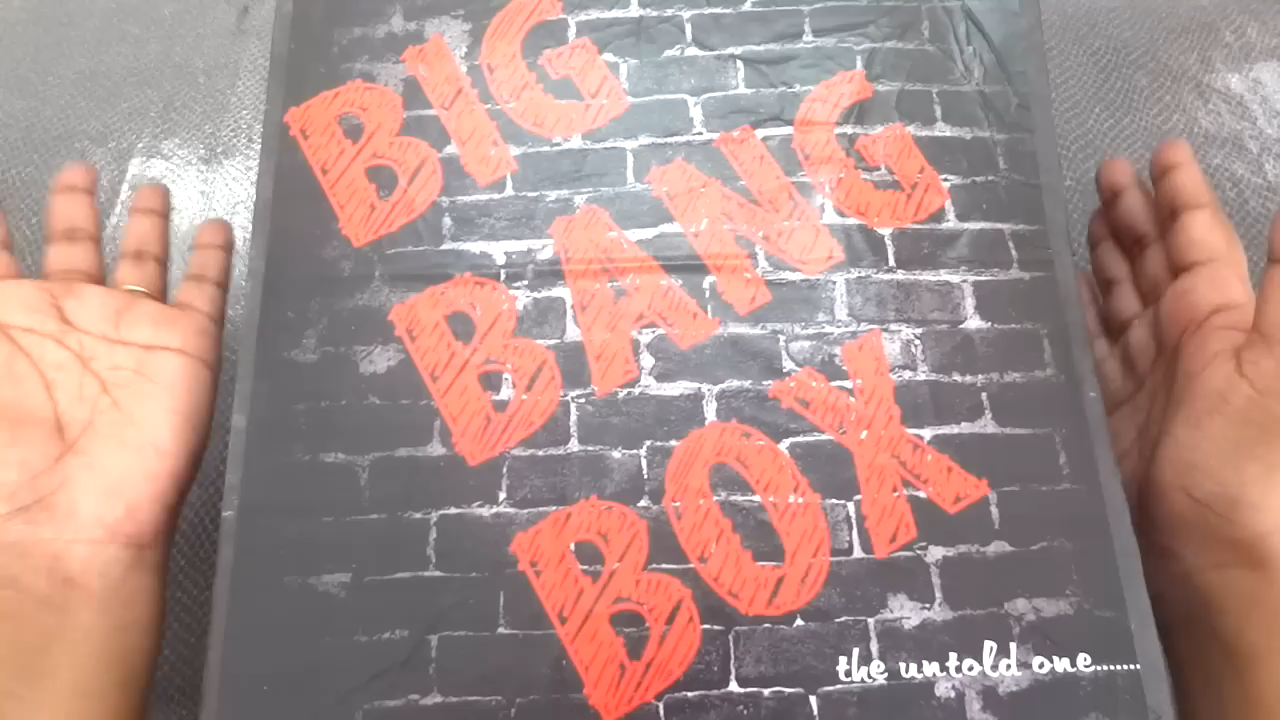 BIG
BANG
BOX
the untold one.......